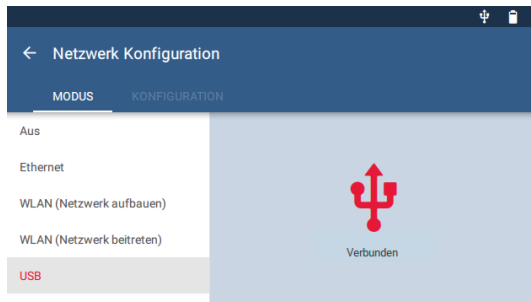 Netzwerk Konfiguration
MODUS KONFIGURATION
Aus
Ethernet
WLAN (Netzwerk aufbauen)
WLAN (Netzwerk beitreten)
USB
Verbunden